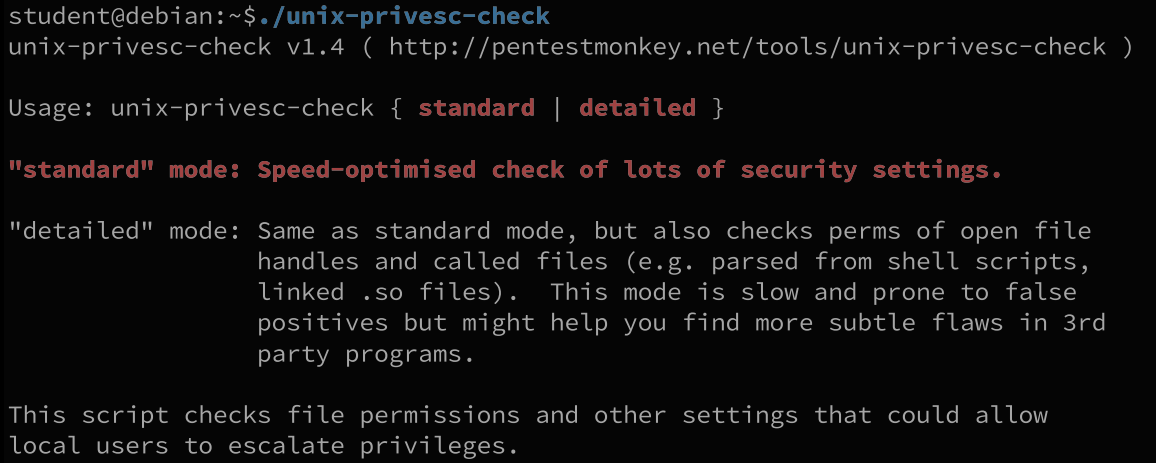 student@debian:~$./unix-privesc-check
unix-privesc-check v1.4 ( http://pentestmonkey.net/tools/unix-privesc-check )
Usage: unix-privesc-check { standard | detailed }
"standard" mode: Speed-optimised check of lots of security settings.
"detailed" mode: Same as standard mode, but also checks perms of open file
handles and called files (e.g. parsed from shell scripts,
linked .so files).  This mode is slow and prone to false
positives but might help you find more subtle flaws in 3rd
party programs.
This script checks file permissions and other settings that could allow
local users to escalate privileges.